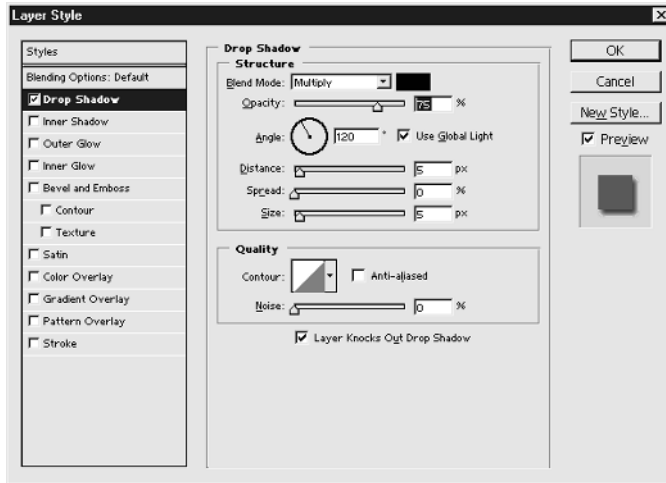 Layer Style
Styles
Blending Options: Default
Drop Shadow
Inner Shadow
Outer Glow
Inner Glow
Bevel and Emboss
Contour
Texture
Satin
Color Overlay
Gradient Overlay
Pattern Overlay
Stroke
Drop Shadow
Structure
Blend Mode: Multiply
Opacity: 75 %
Angle: 120 ° Use Global Light
Distance: 5 px
Spread: 0 %
Size: 5 px
Quality
Contour: Anti-aliased
Noise: 0 %
Layer Knocks Out Drop Shadow
OK
Cancel
New Style...
Preview